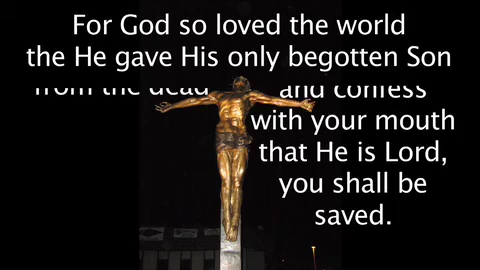 For God so loved the world
the He gave His only begotten Son
from the dead
and confess
with your mouth
that He is Lord,
you shall be
saved.